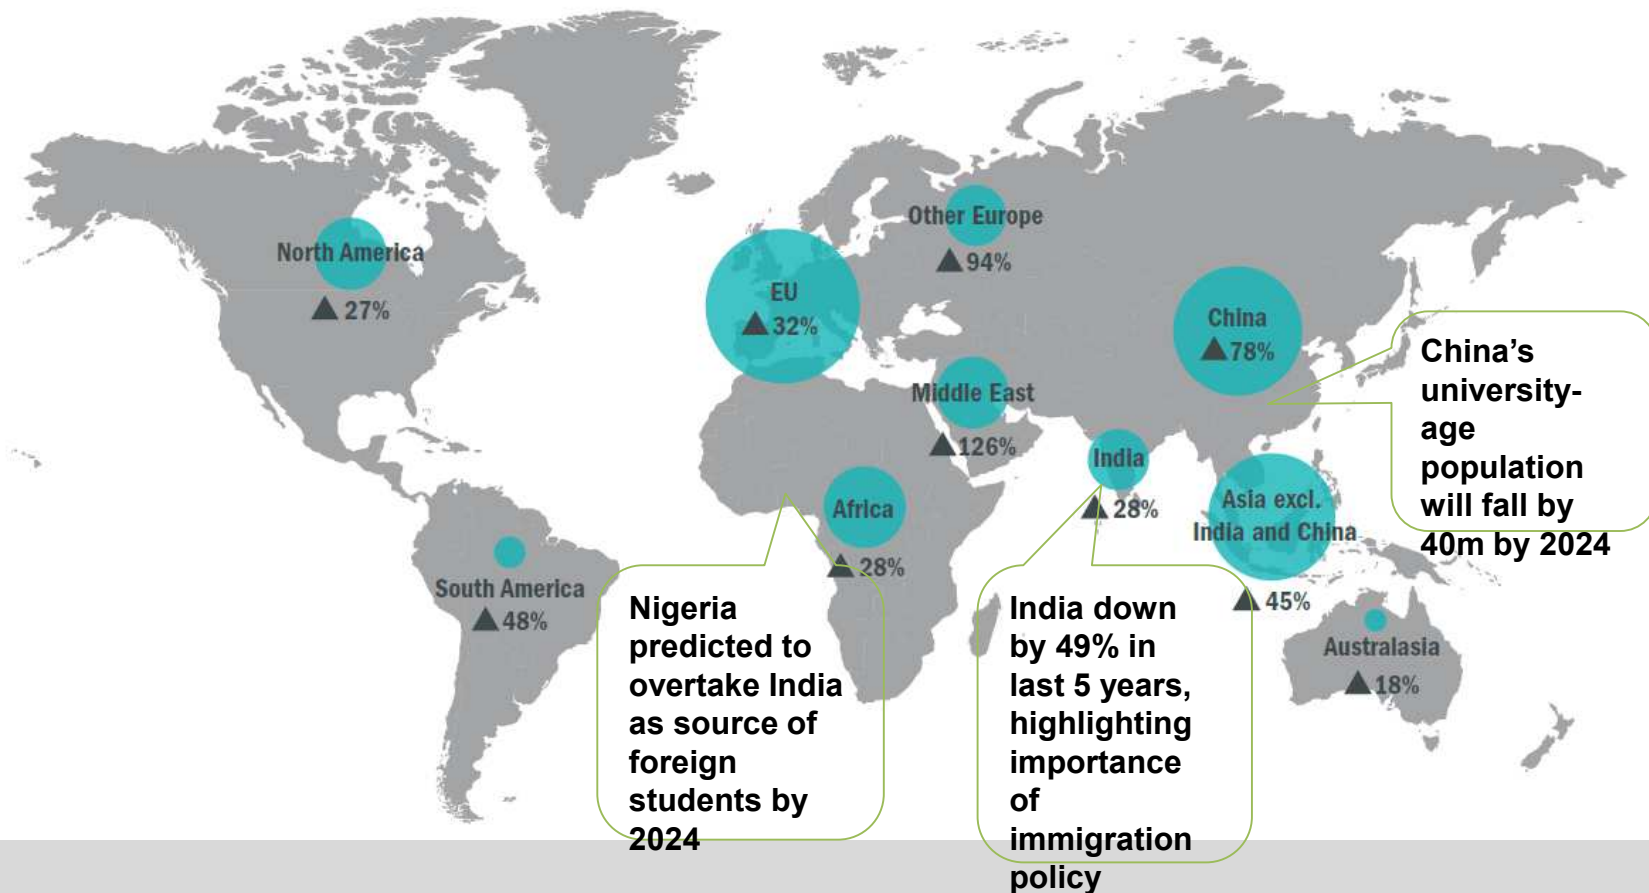 Other Europe
▲ 94%
North America
▲ 27%
EU
▲ 32%
China
▲ 78%
China’s
university-
age
population
will fall by
40m by 2024
Middle East
▲ 126%
India
▲ 28%
Africa
▲ 28%
Asia excl.
India and China
▲ 45%
South America
▲ 48%
Australasia
▲ 18%
Nigeria
predicted to
overtake India
as source of
foreign
students by
2024
India down
by 49% in
last 5 years,
highlighting
importance
of
immigration
policy